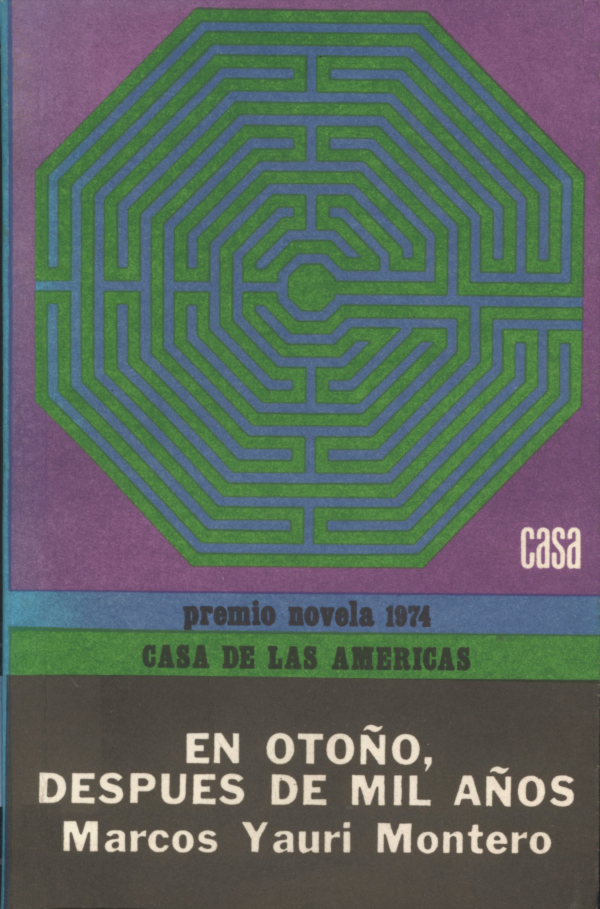 casa
premio novela 1974
CASA DE LAS AMERICAS
EN OTOÑO,
DESPUES DE MIL AÑOS
Marcos Yauri Montero